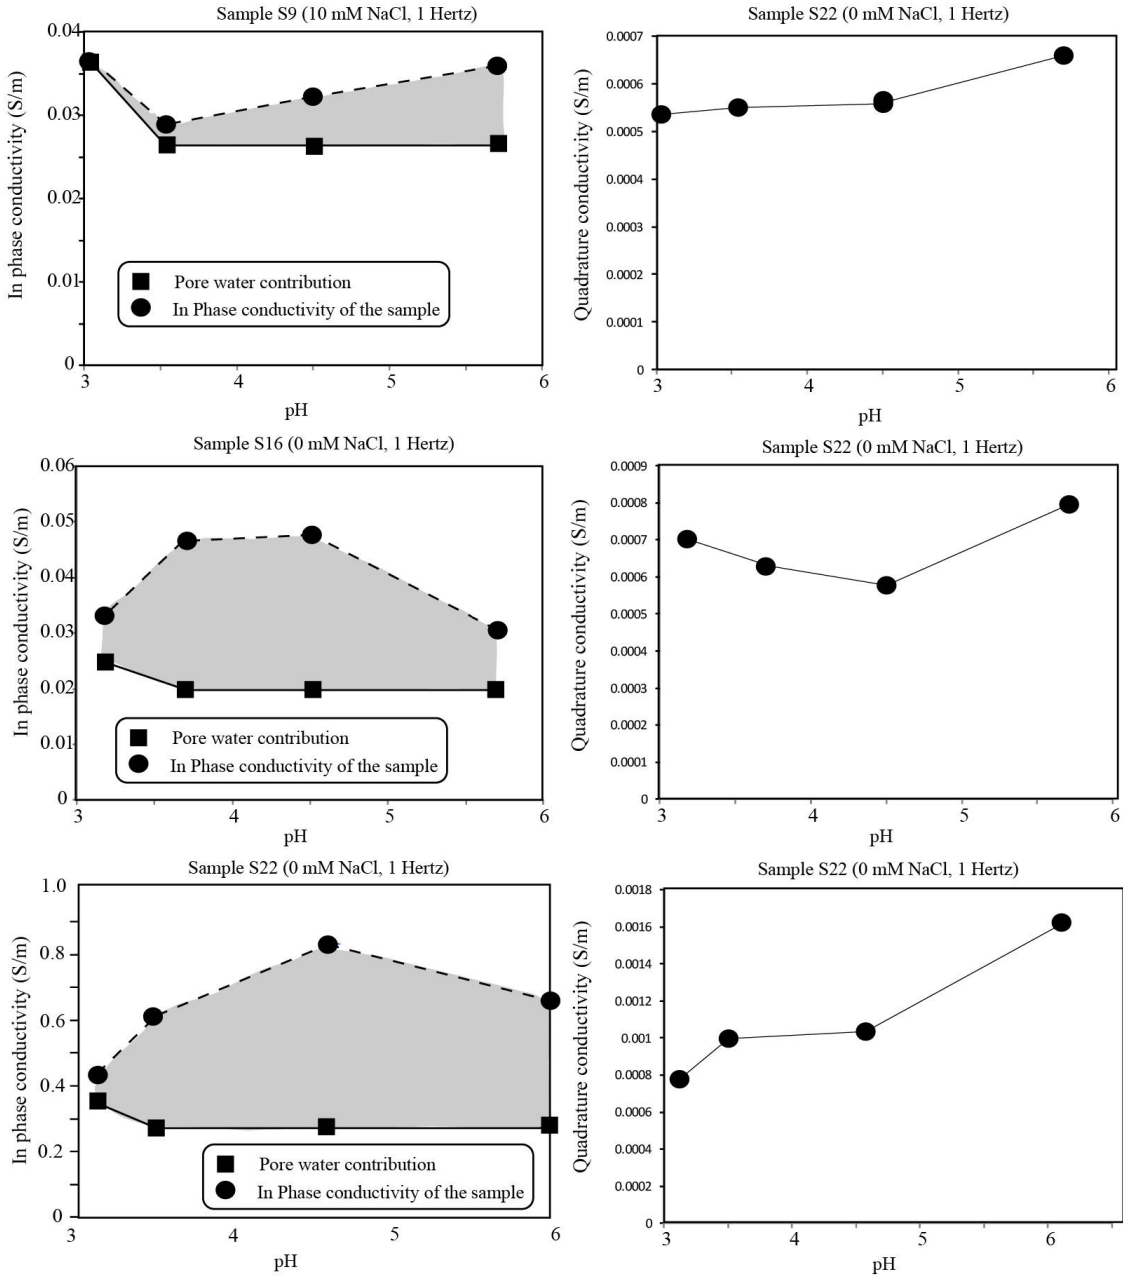 Sample S9 (10 mM NaCl, 1 Hertz)
In phase conductivity (S/m)
0.04
0.03
0.02
0.01
0
Pore water contribution
In Phase conductivity of the sample
3
4
5
6
pH
Sample S22 (0 mM NaCl, 1 Hertz)
Quadrature conductivity (S/m)
0.0007
0.0006
0.0005
0.0004
0.0003
0.0002
0.0001
0
3
4
5
6
pH
Sample S16 (0 mM NaCl, 1 Hertz)
In phase conductivity (S/m)
0.06
0.05
0.04
0.03
0.02
0.01
0
Pore water contribution
In Phase conductivity of the sample
3
4
5
6
pH
Sample S22 (0 mM NaCl, 1 Hertz)
Quadrature conductivity (S/m)
0.0009
0.0008
0.0007
0.0006
0.0005
0.0004
0.0003
0.0002
0.0001
0
3
4
5
6
pH
Sample S22 (0 mM NaCl, 1 Hertz)
In phase conductivity (S/m)
1.0
0.8
0.6
0.4
0.2
0
Pore water contribution
In Phase conductivity of the sample
3
4
5
6
pH
Sample S22 (0 mM NaCl, 1 Hertz)
Quadrature conductivity (S/m)
0.0018
0.0016
0.0014
0.0012
0.001
0.0008
0.0006
0.0004
0.0002
0
3
4
5
6
pH